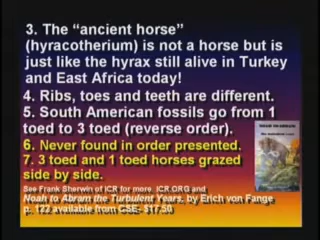 3. The “ancient horse”
(hyracotherium) is not a horse but is
just like the hyrax still alive in Turkey
and East Africa today!
4. Ribs, toes and teeth are different.
5. South American fossils go from 1
toed to 3 toed (reverse order).
6. Never found in order presented.
7. 3 toed and 1 toed horses grazed
side by side.
See Frank Sherwin of ICR for more. ICR.ORG and
Noah to Abram the Turbulent Years, by Erich von Fange
p. 122 available from CSE- $17.50
NOAH TO ABRAM